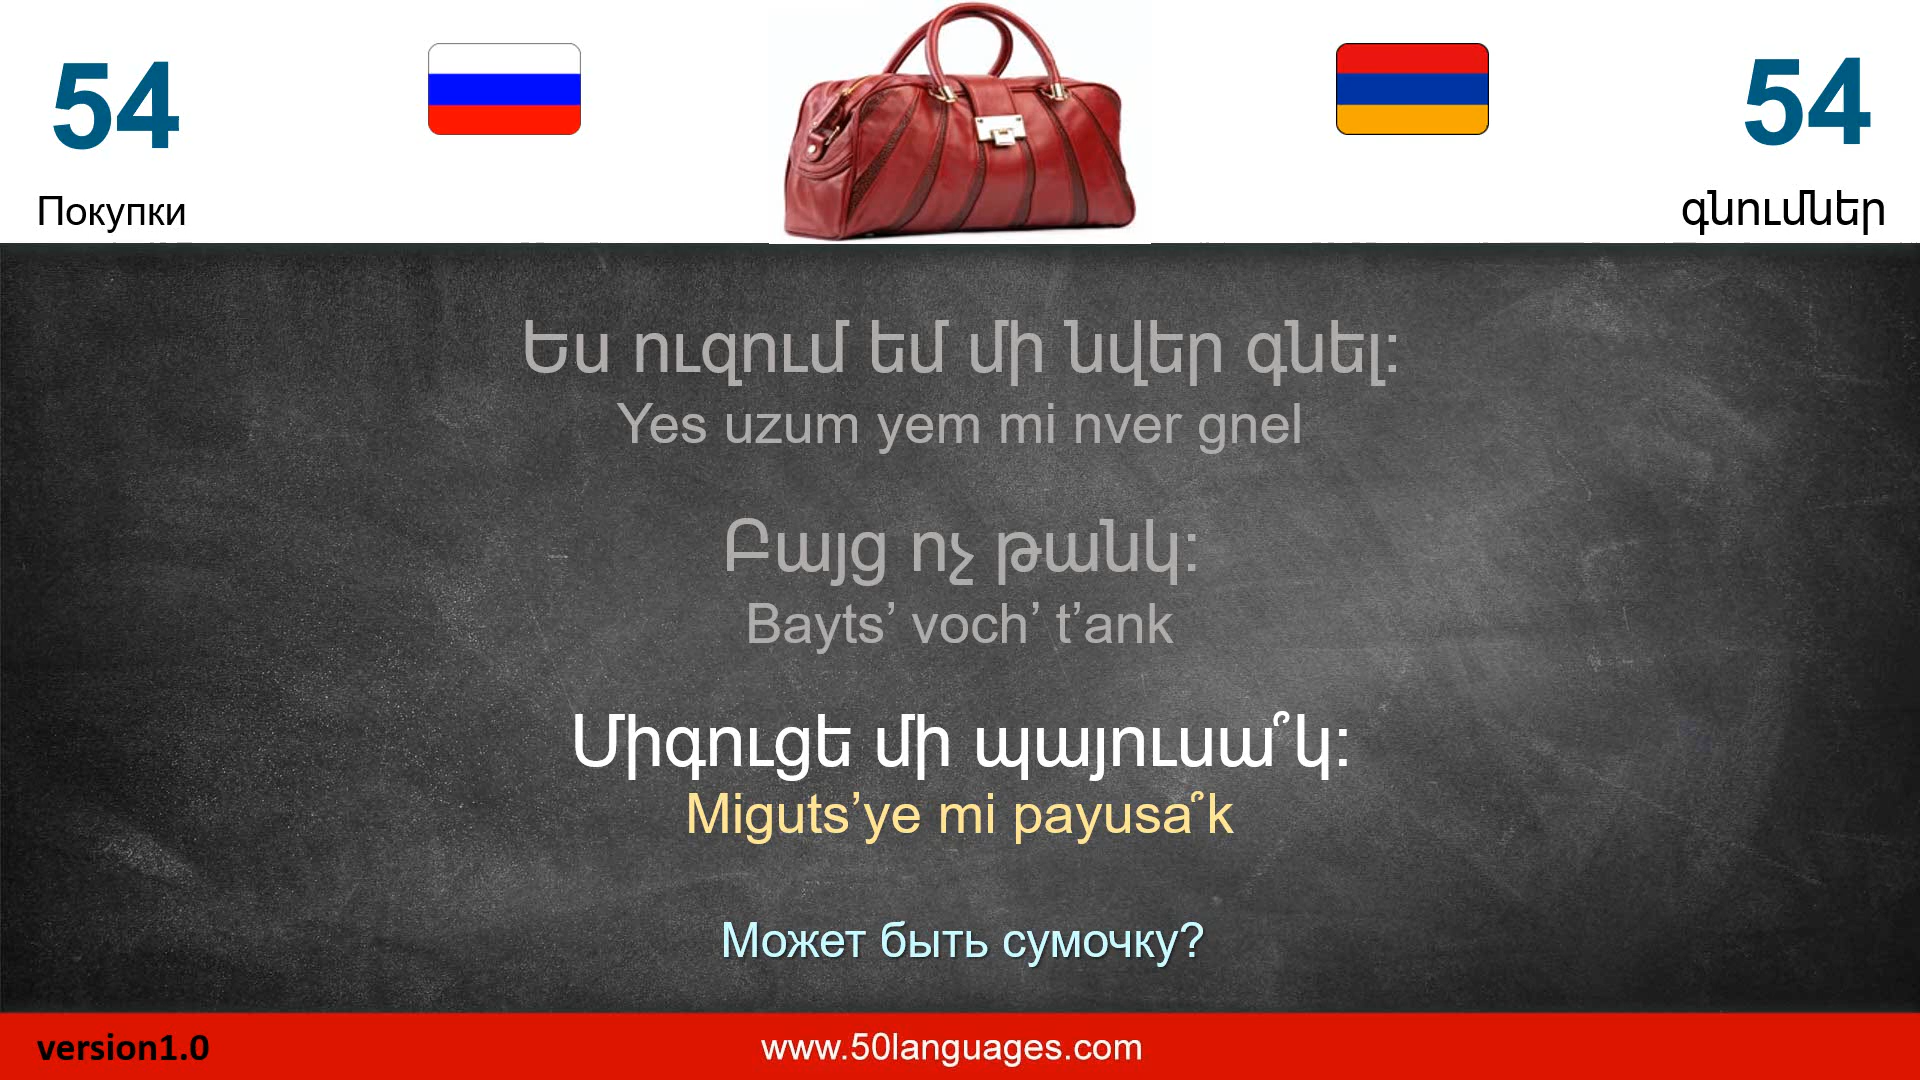 54
54
Покупки
գնումներ
Ես ուզում եմ մի նվեր գնել:
Yes uzum yem mi nver gnel
Բայց ոչ թանկ:
Bayts’ voch’ t’ank
Միգուցե մի պայուսա՞կ:
Miguts’ye mi payusa՞k
Может быть сумочку?
version1.0
www.50languages.com